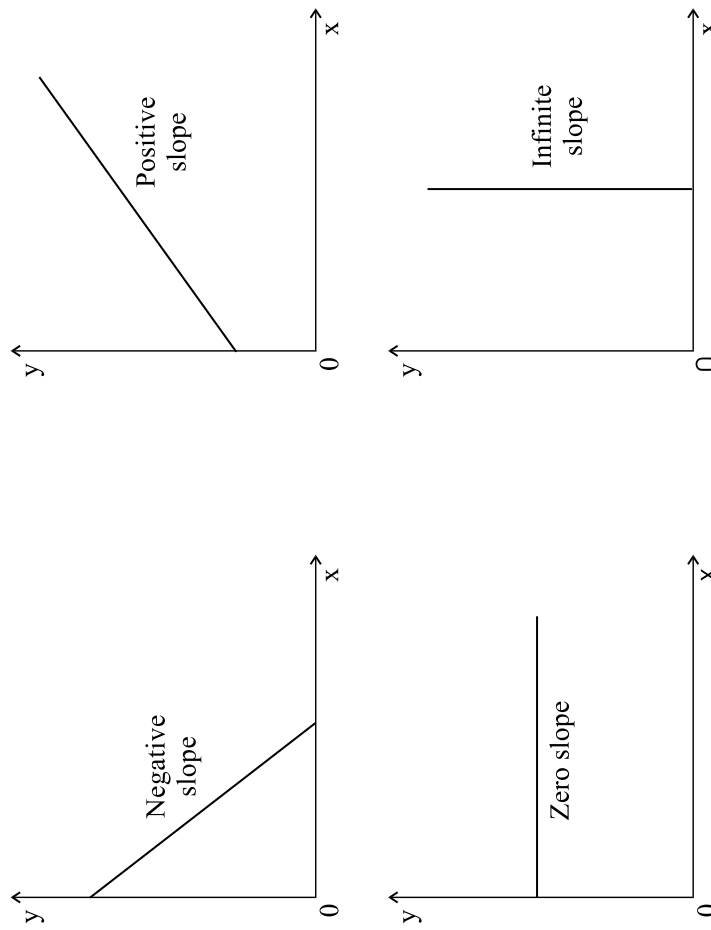 y
Negative
slope
0
x
y
Positive
slope
0
x
y
Zero slope
0
x
y
Infinite
slope
0
x